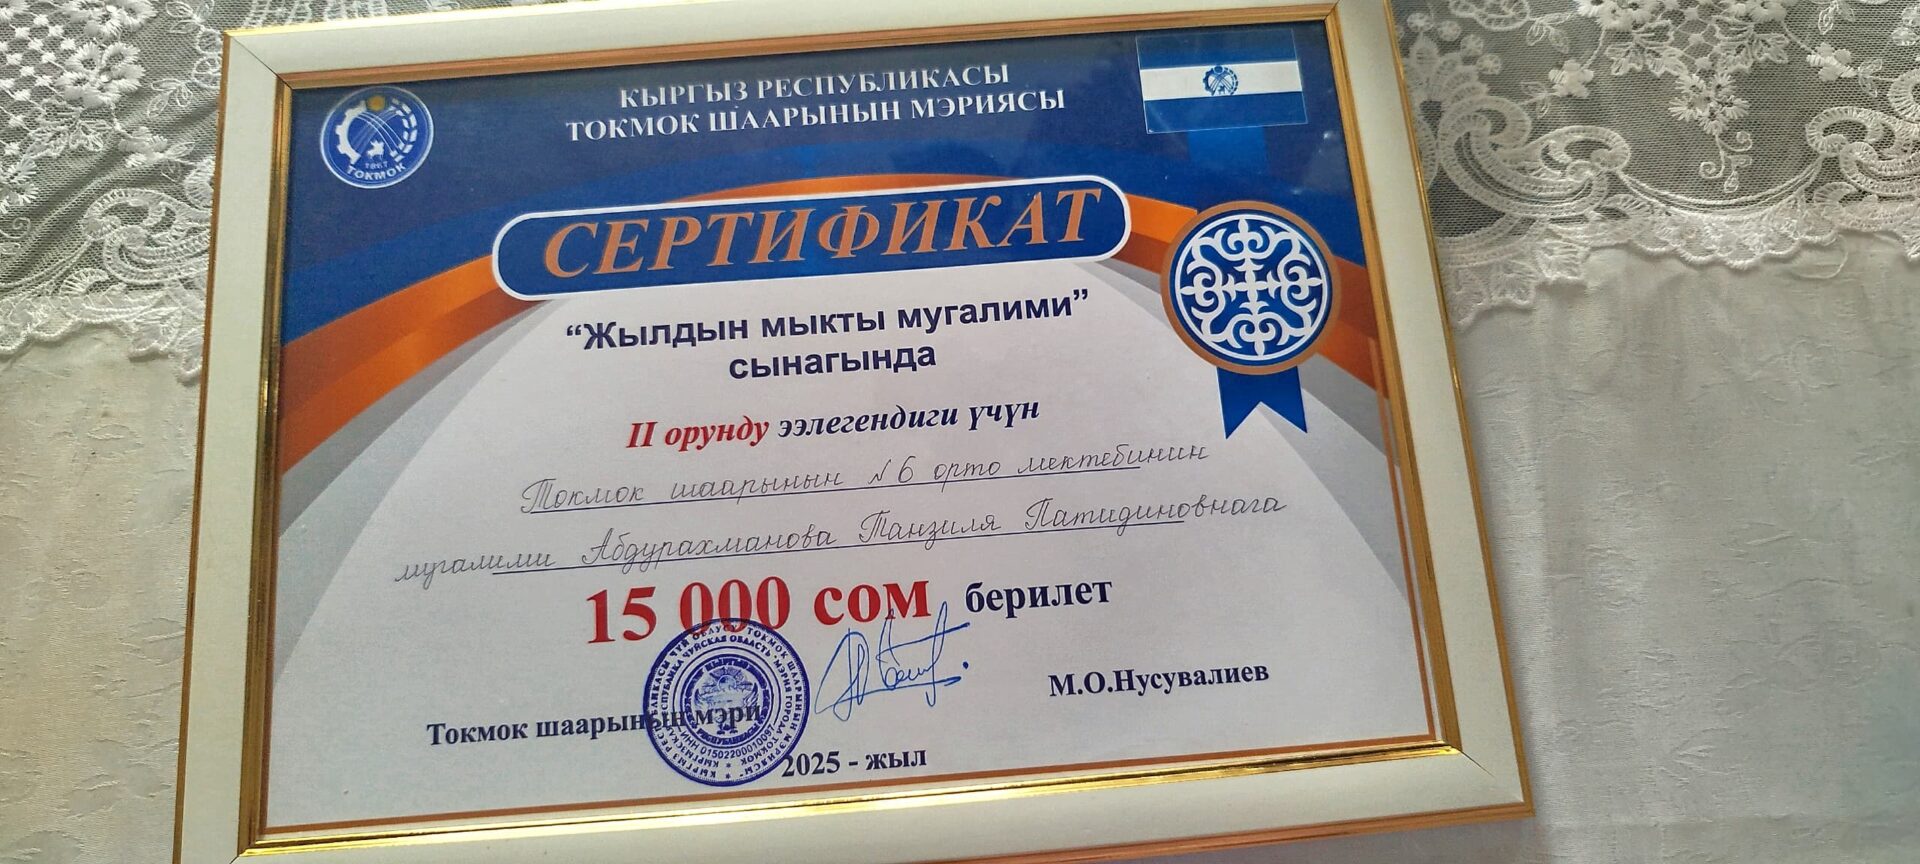 КЫРГЫЗ РЕСПУБЛИКАСЫ
ТОКМОК ШААРЫНЫН МЭРИЯСЫ
1867
ТОКМОК
СЕРТИФИКАТ
“Жылдын мыкты мугалими”
сынагында
II орунду ээлегендиги үчүн
Токмок шаарынын №6 орто мектебинин
мугалими Абдурахманова Танзиля Патидиновнага
15 000 сом берилет
Токмок шаарынын мэри
М.О.Нусувалиев
2025 - жыл